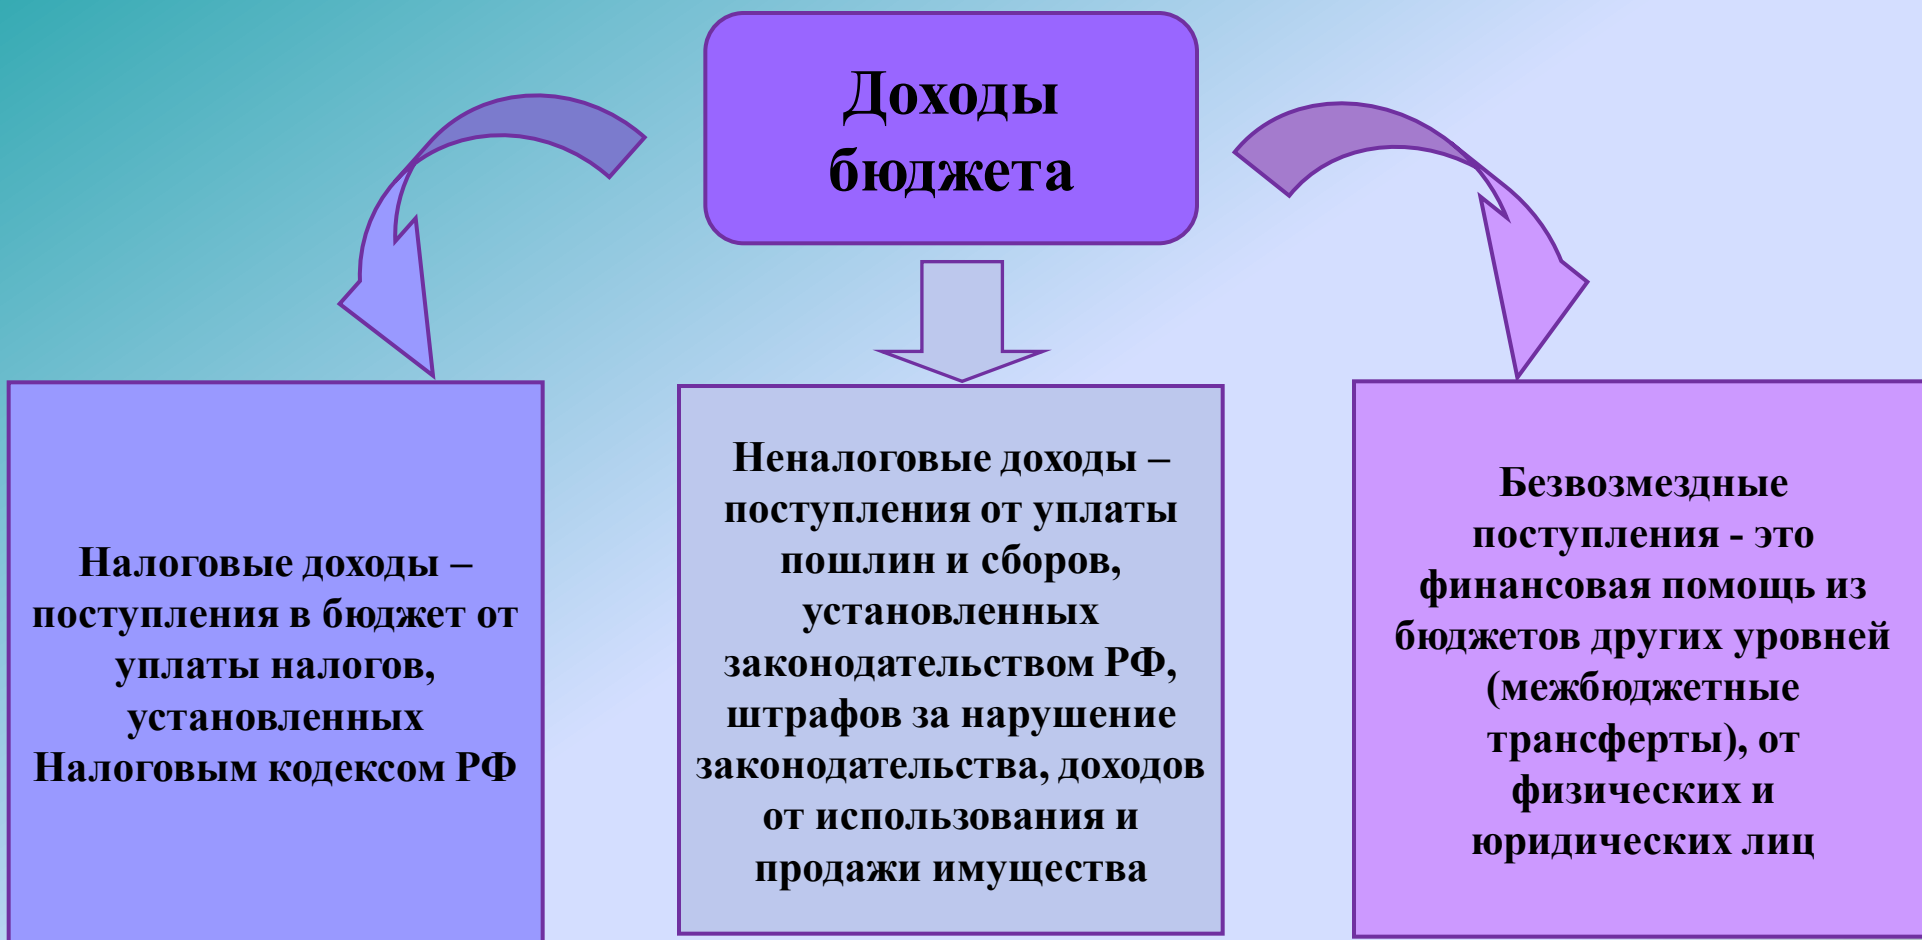 Доходы
бюджета
Налоговые доходы –
поступления в бюджет от
уплаты налогов,
установленных
Налоговым кодексом РФ
Неналоговые доходы –
поступления от уплаты
пошлин и сборов,
установленных
законодательством РФ,
штрафов за нарушение
законодательства, доходов
от использования и
продажи имущества
Безвозмездные
поступления - это
финансовая помощь из
бюджетов других уровней
(межбюджетные
трансферты), от
физических и
юридических лиц